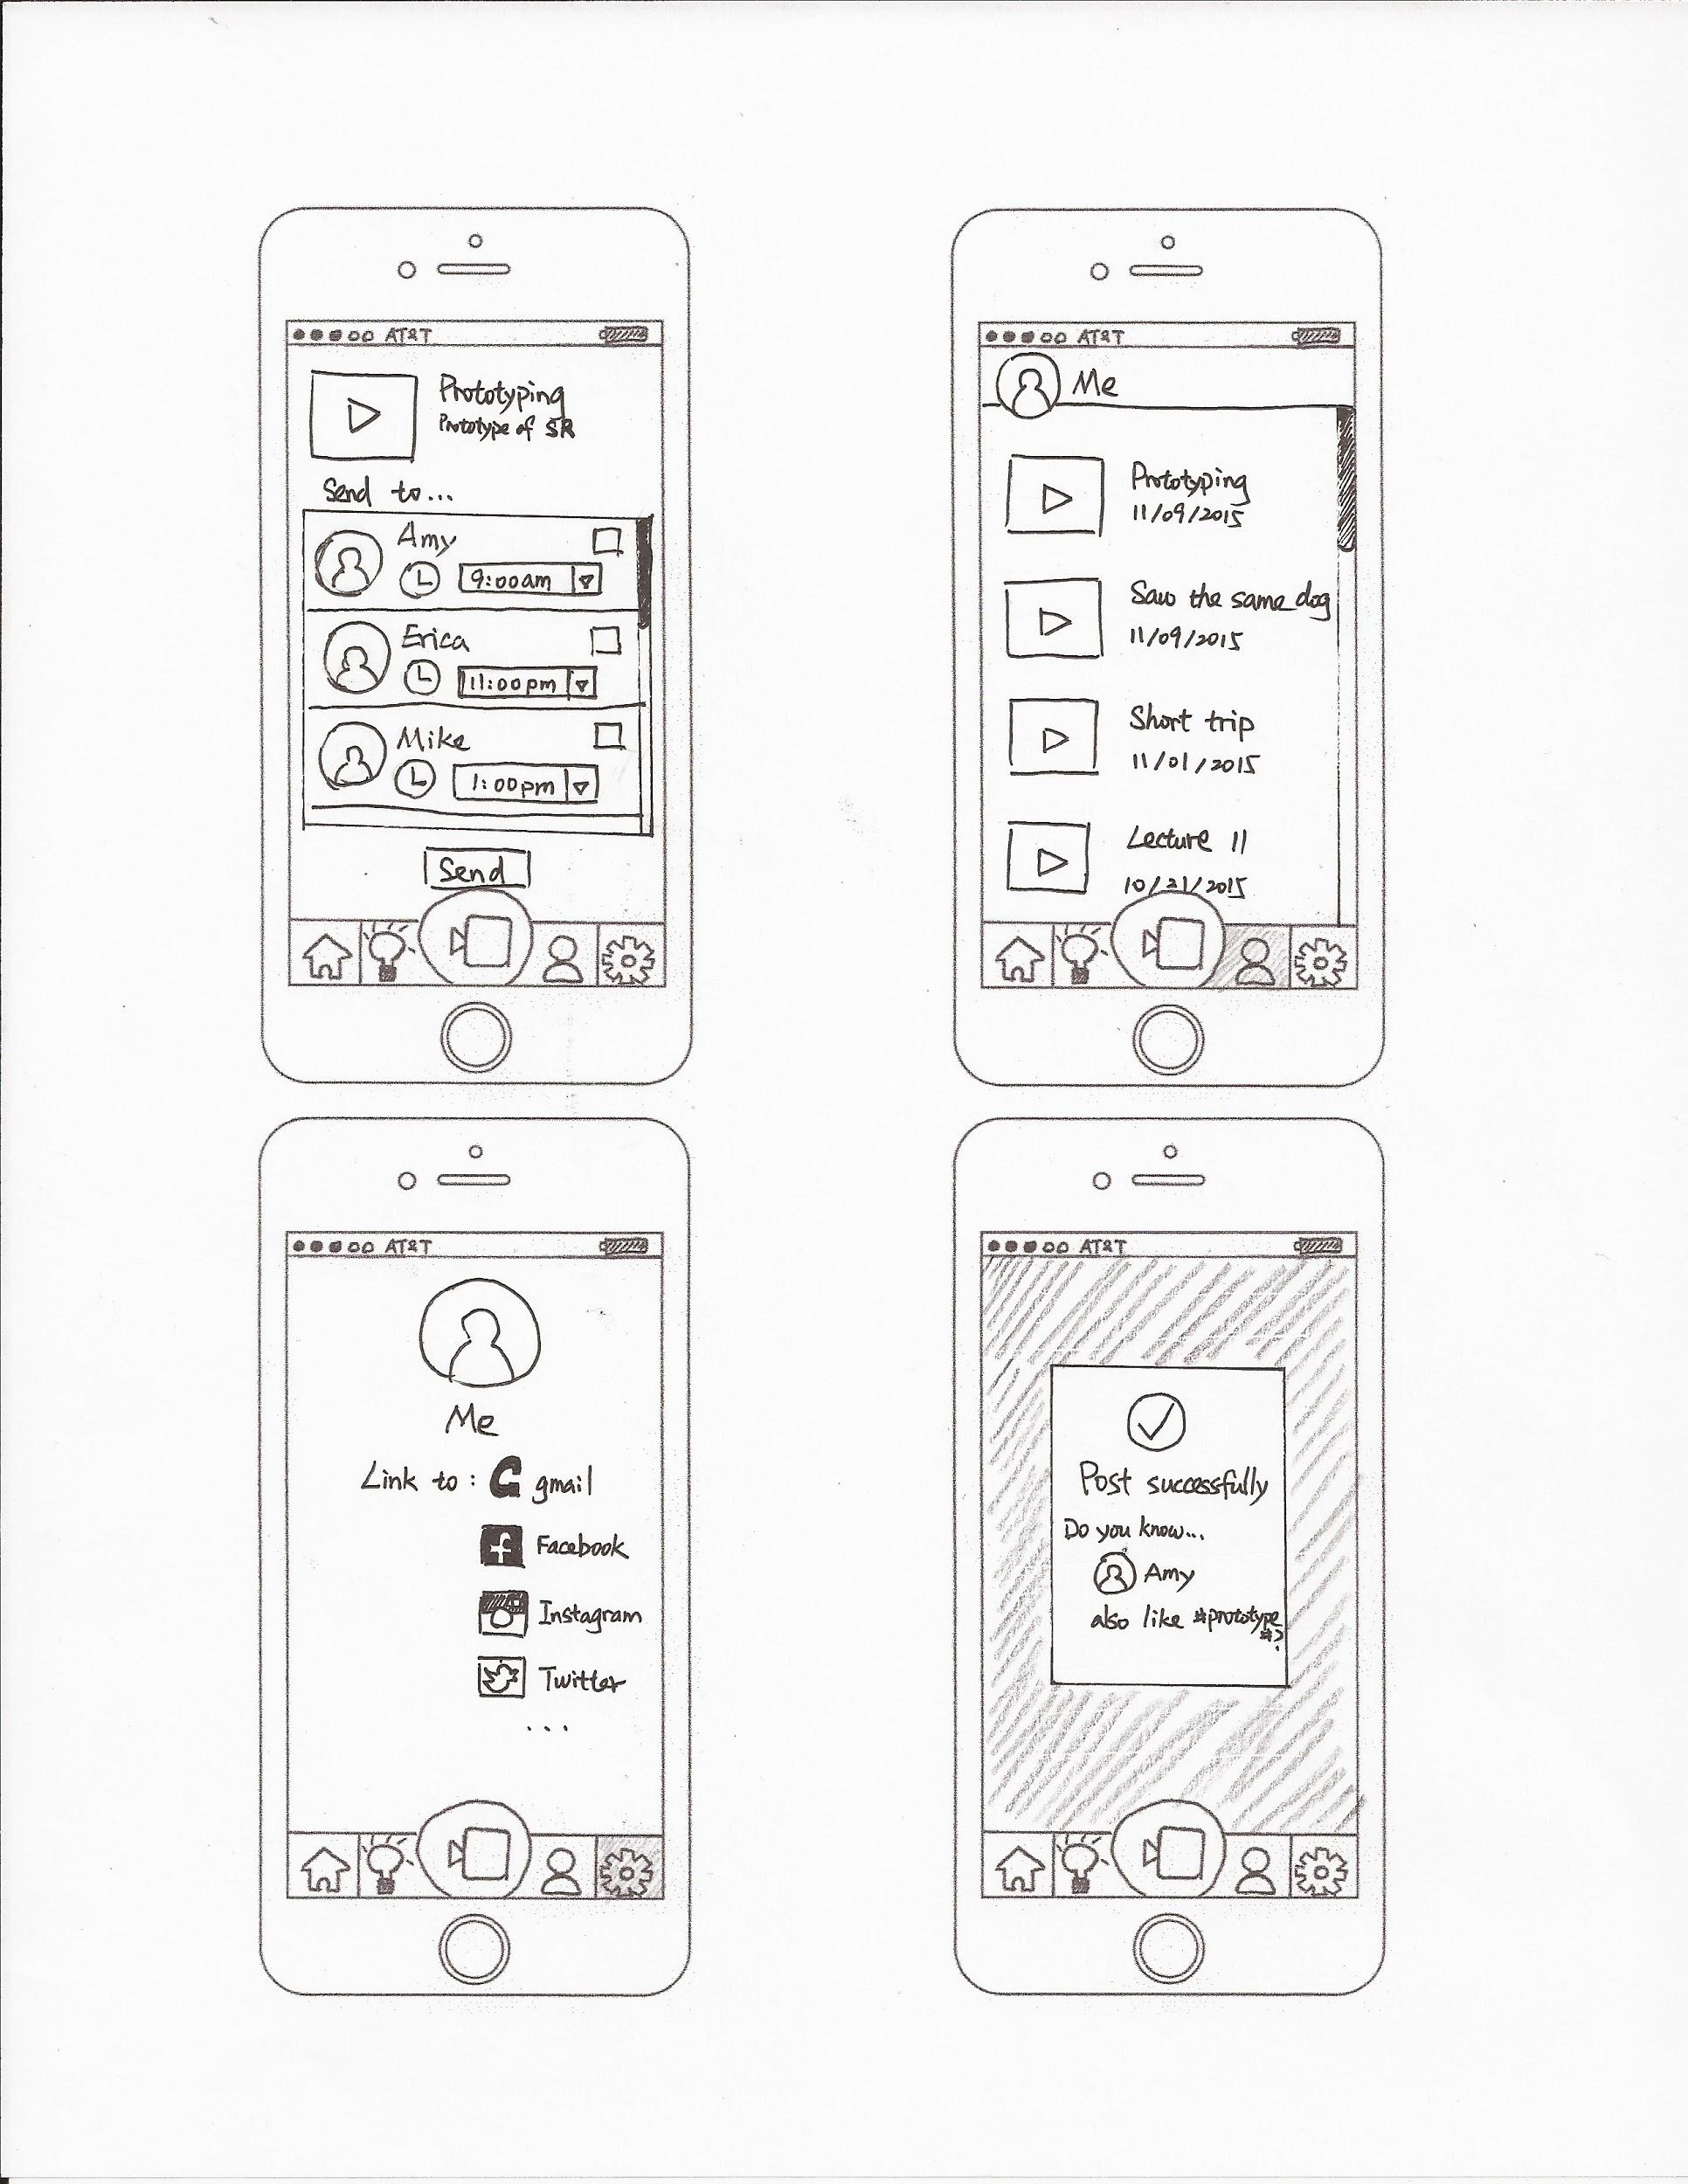 AT&T
Prototyping
Prototype of SR
Send to...
Amy
9:00am
Erica
11:00pm
Mike
1:00pm
Send
AT&T
Me
Prototyping
11/09/2015
Saw the same dog
11/09/2015
Short trip
11/01/2015
Lecture 11
10/21/2015
AT&T
Me
Link to: G gmail
f Facebook
Instagram
Twitter
...
AT&T
Post successfully
Do you know...
Amy
also like #prototype